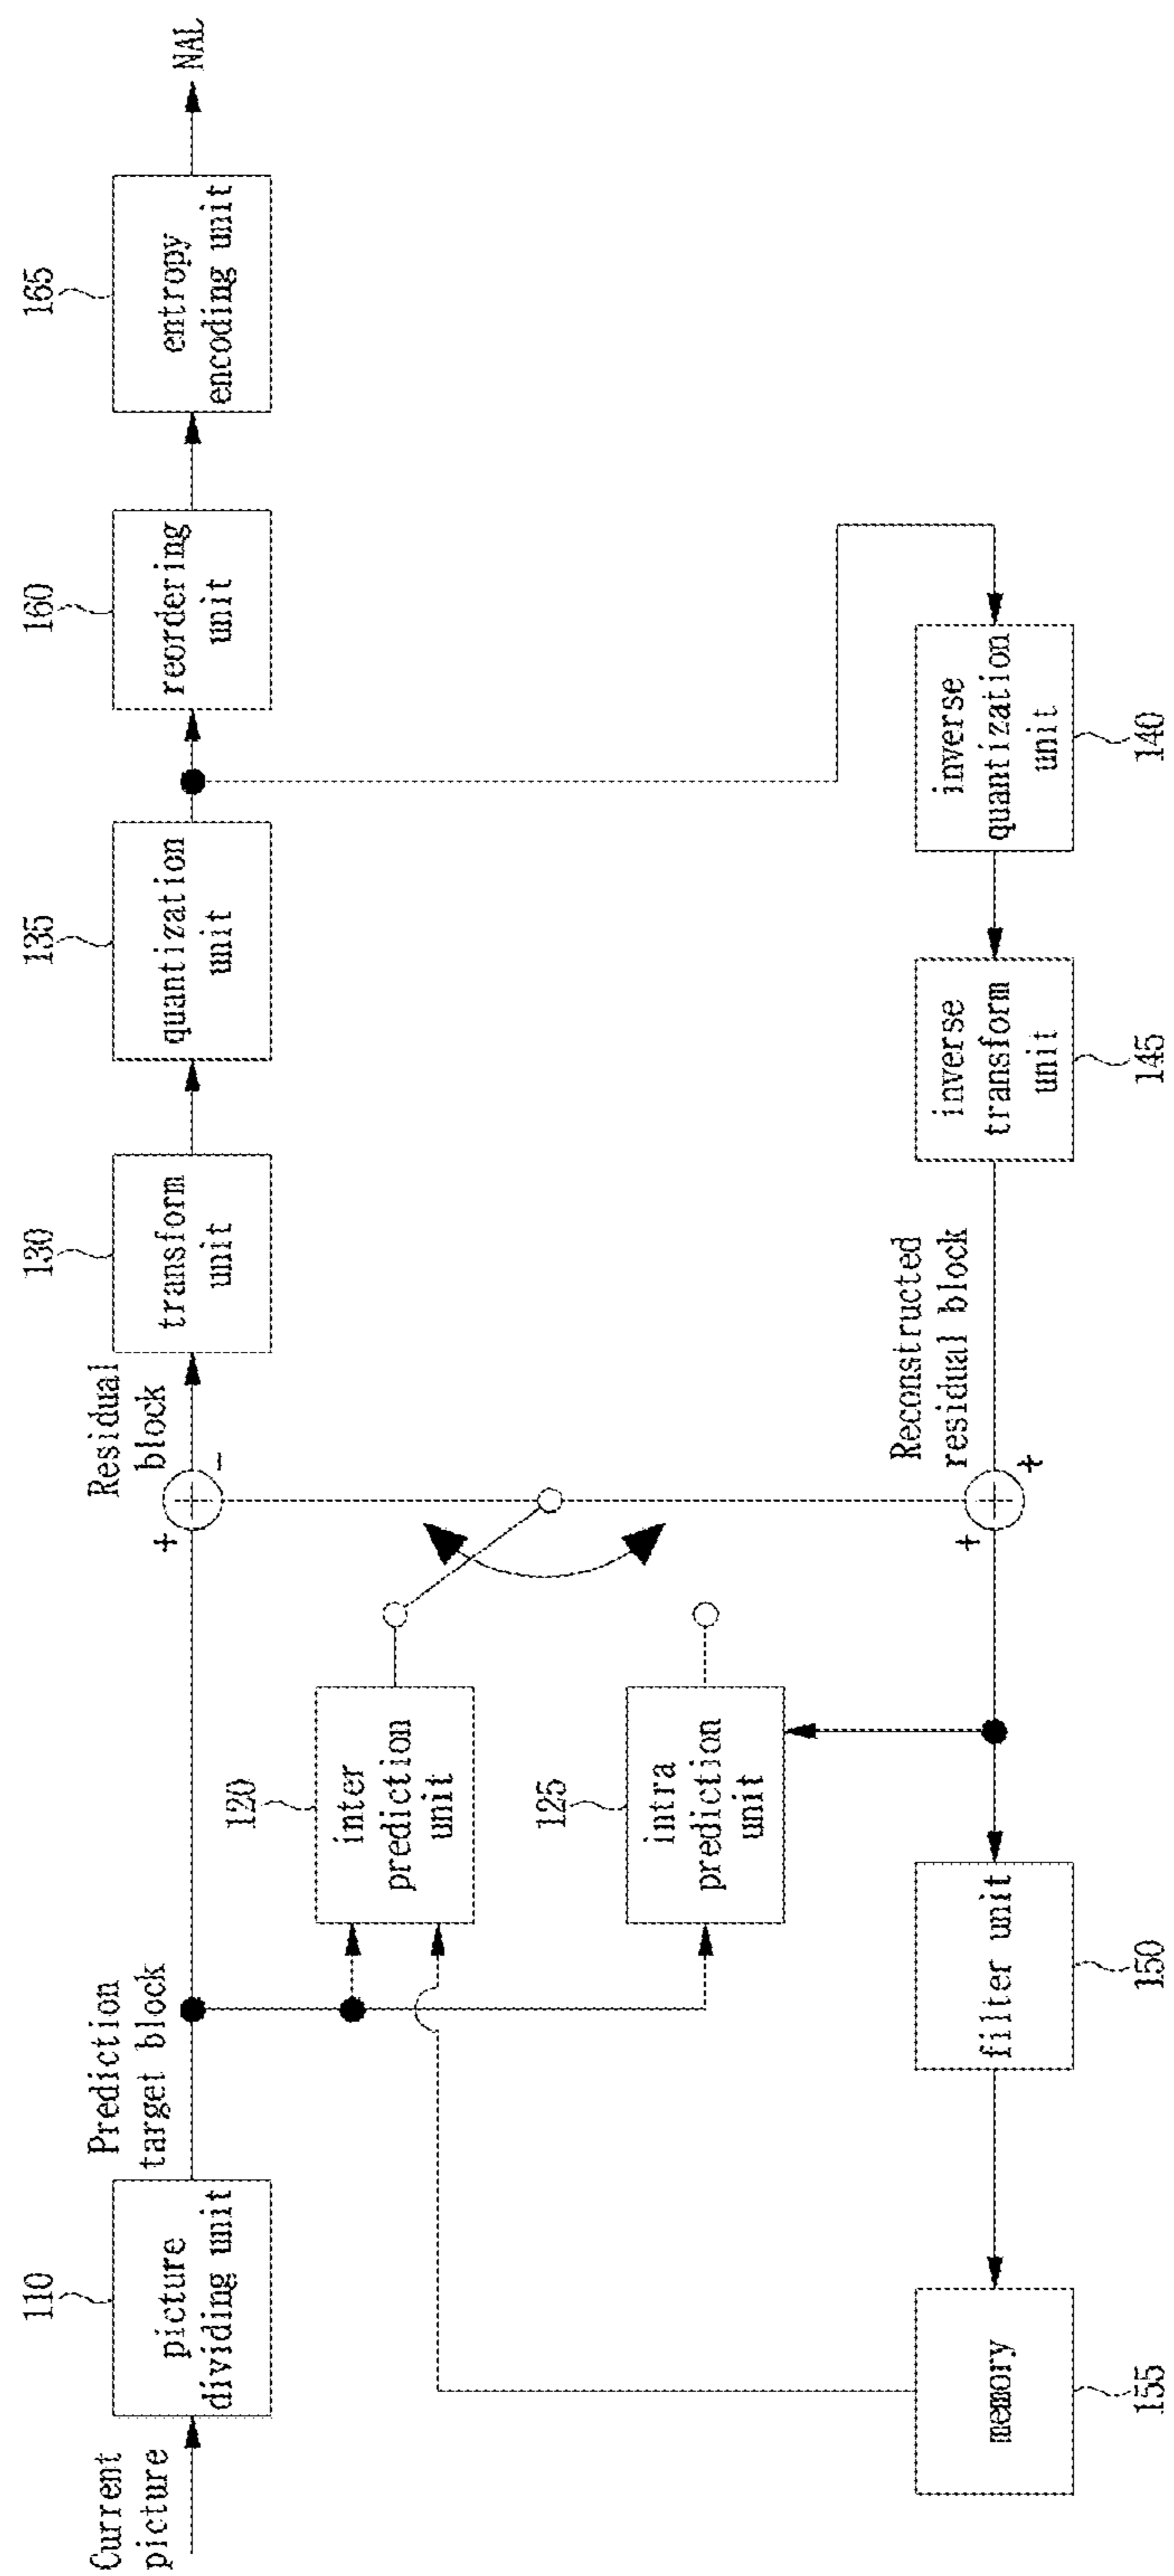 Current
picture
110
picture
dividing unit
Prediction
target block
Residual
block
130
transform
unit
135
quantization
unit
160
reordering
unit
165
entropy
encoding unit
NAL
+
-
120
inter
prediction
unit
125
intra
prediction
unit
155
memory
150
filter unit
+
+
Reconstructed
residual block
inverse
transform
unit
145
inverse
quantization
unit
140